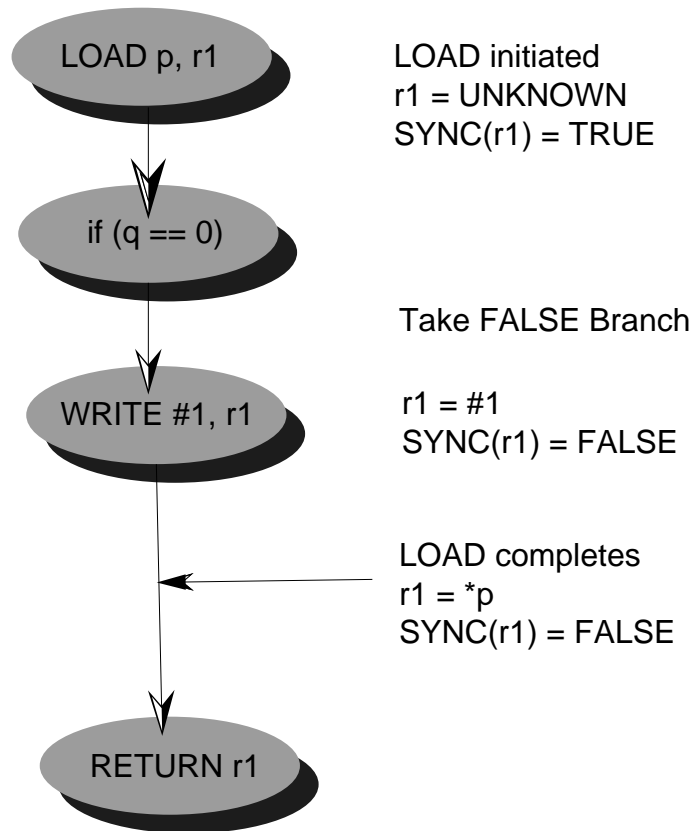 LOAD p, r1
LOAD initiated
r1 = UNKNOWN
SYNC(r1) = TRUE
if (q == 0)
Take FALSE Branch
WRITE #1, r1
r1 = #1
SYNC(r1) = FALSE
LOAD completes
r1 = *p
SYNC(r1) = FALSE
RETURN r1